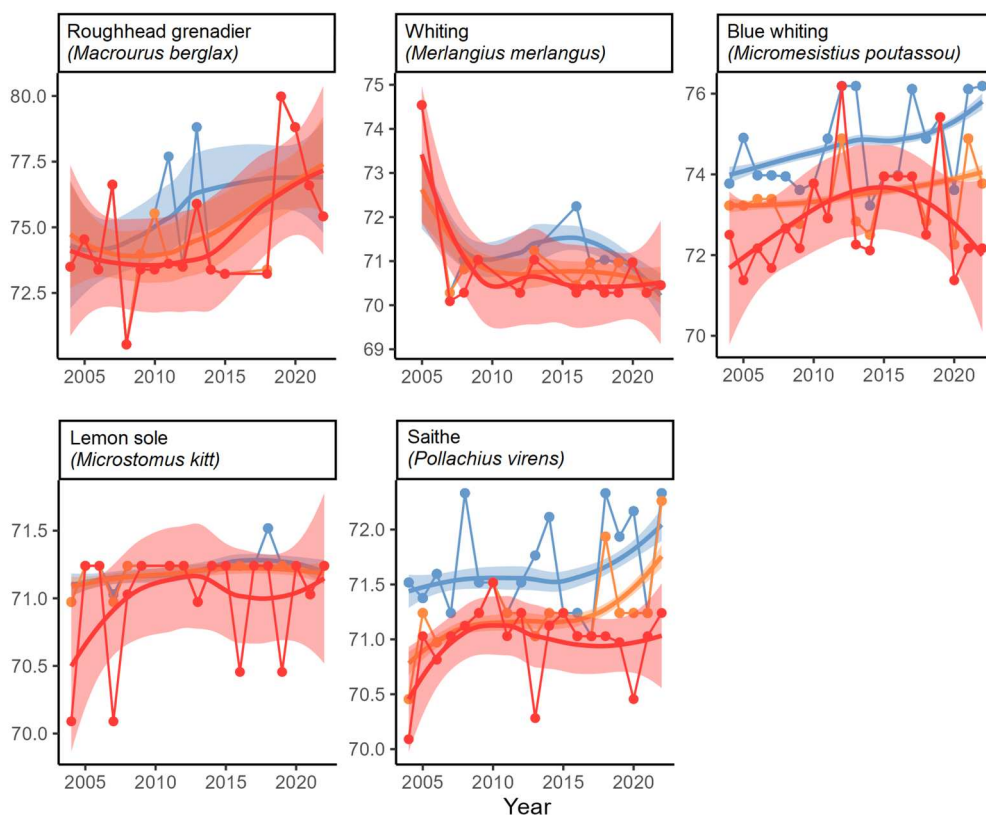 Roughhead grenadier
(Macrourus berglax)
80.0
77.5
75.0
72.5
2005 2010 2015 2020
Whiting
(Merlangius merlangus)
75
74
73
72
71
70
69
2005 2010 2015 2020
Blue whiting
(Micromesistius poutassou)
76
74
72
70
2005 2010 2015 2020
Lemon sole
(Microstomus kitt)
71.5
71.0
70.5
70.0
2005 2010 2015 2020
Saithe
(Pollachius virens)
72.0
71.5
71.0
70.5
70.0
2005 2010 2015 2020
Year